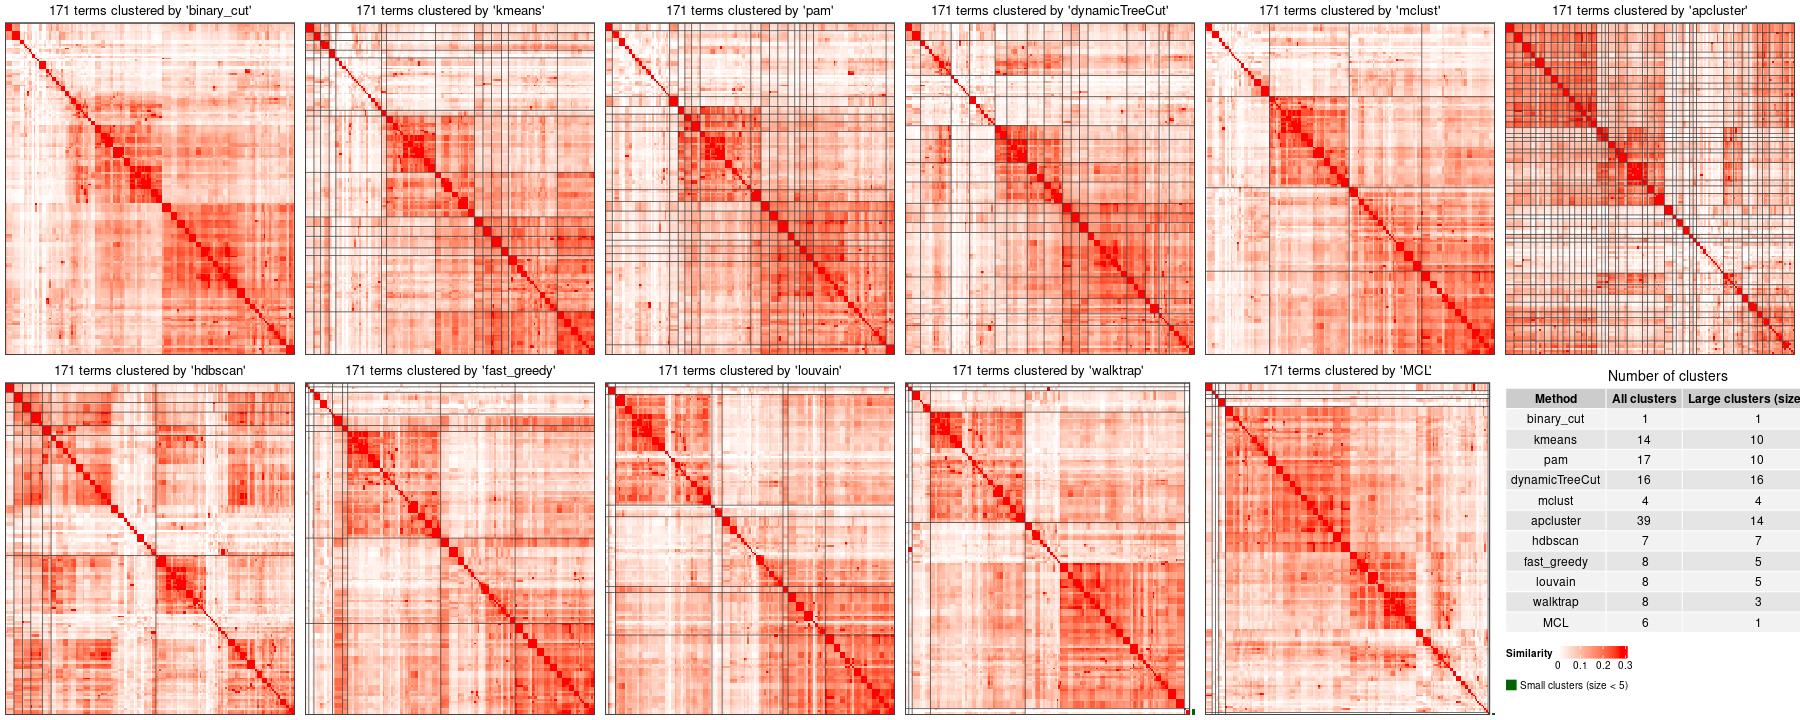 171 terms clustered by 'binary_cut'
171 terms clustered by 'kmeans'
171 terms clustered by 'pam'
171 terms clustered by 'dynamicTreeCut'
171 terms clustered by 'mclust'
171 terms clustered by 'apcluster'
171 terms clustered by 'hdbscan'
171 terms clustered by 'fast_greedy'
171 terms clustered by 'louvain'
171 terms clustered by 'walktrap'
171 terms clustered by 'MCL'
Number of clusters
Method All clusters Large clusters (size
binary_cut 1 1
kmeans 14 10
pam 17 10
dynamicTreeCut 16 16
mclust 4 4
apcluster 39 14
hdbscan 7 7
fast_greedy 8 5
louvain 8 5
walktrap 8 3
MCL 6 1
Similarity
0 0.1 0.2 0.3
Small clusters (size < 5)